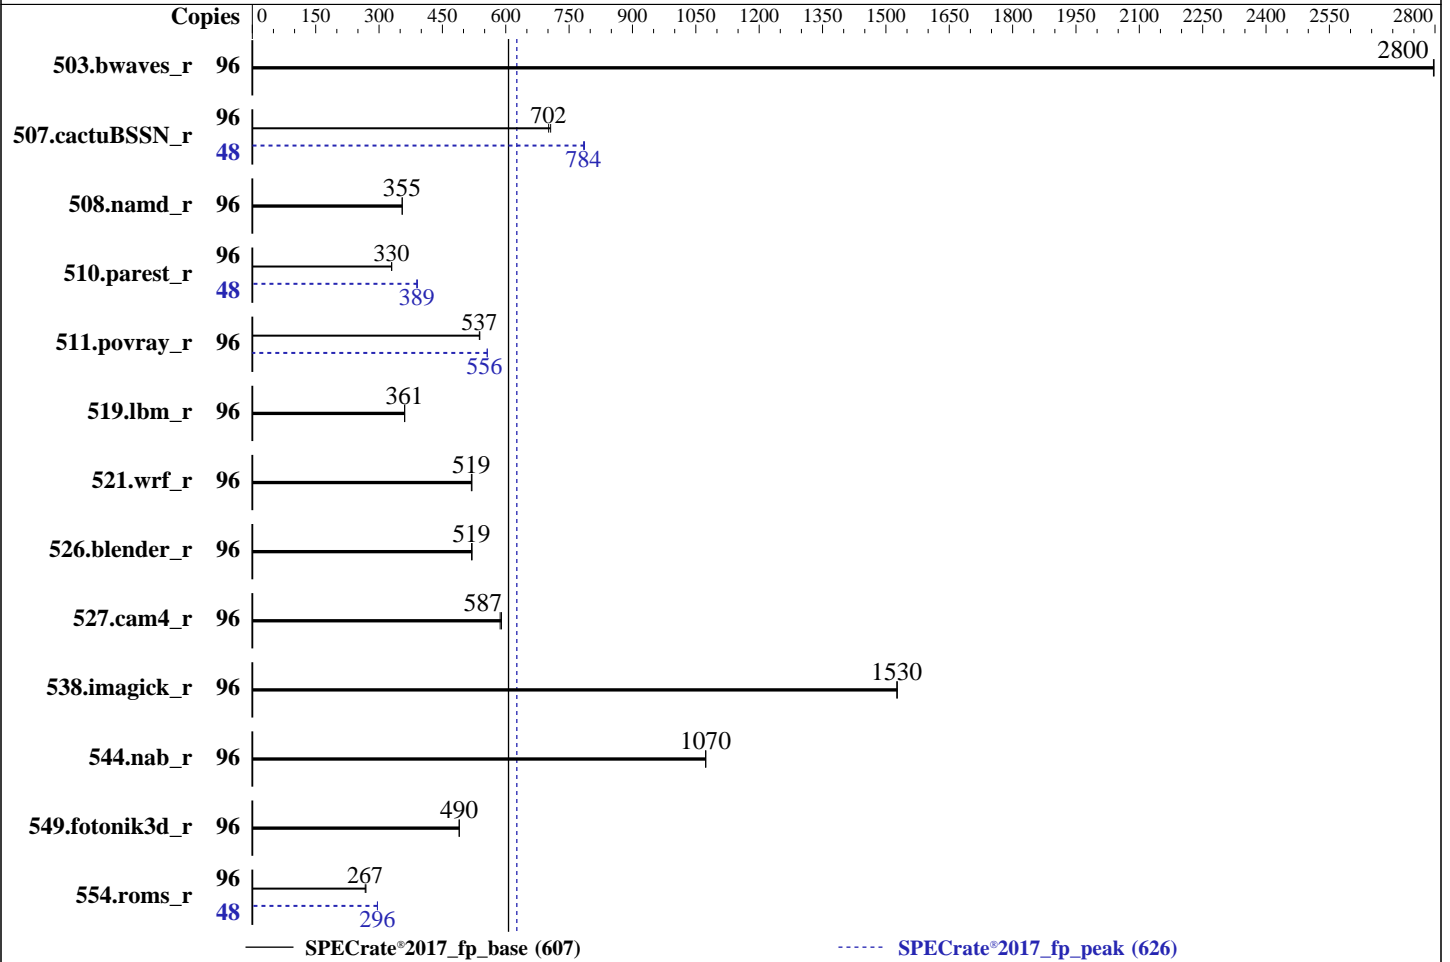 Copies 0 150 300 450 600 750 900 1050 1200 1350 1500 1650 1800 1950 2100 2250 2400 2550 2800
503.bwaves_r 96 2800
507.cactuBSSN_r 96 702
48 784
508.namd_r 96 355
510.parest_r 96 330
48 389
511.povray_r 96 537
556
519.lbm_r 96 361
521.wrf_r 96 519
526.blender_r 96 519
527.cam4_r 96 587
538.imagick_r 96 1530
544.nab_r 96 1070
549.fotonik3d_r 96 490
554.roms_r 96 267
48 296
SPECrate®2017_fp_base (607) SPECrate®2017_fp_peak (626)